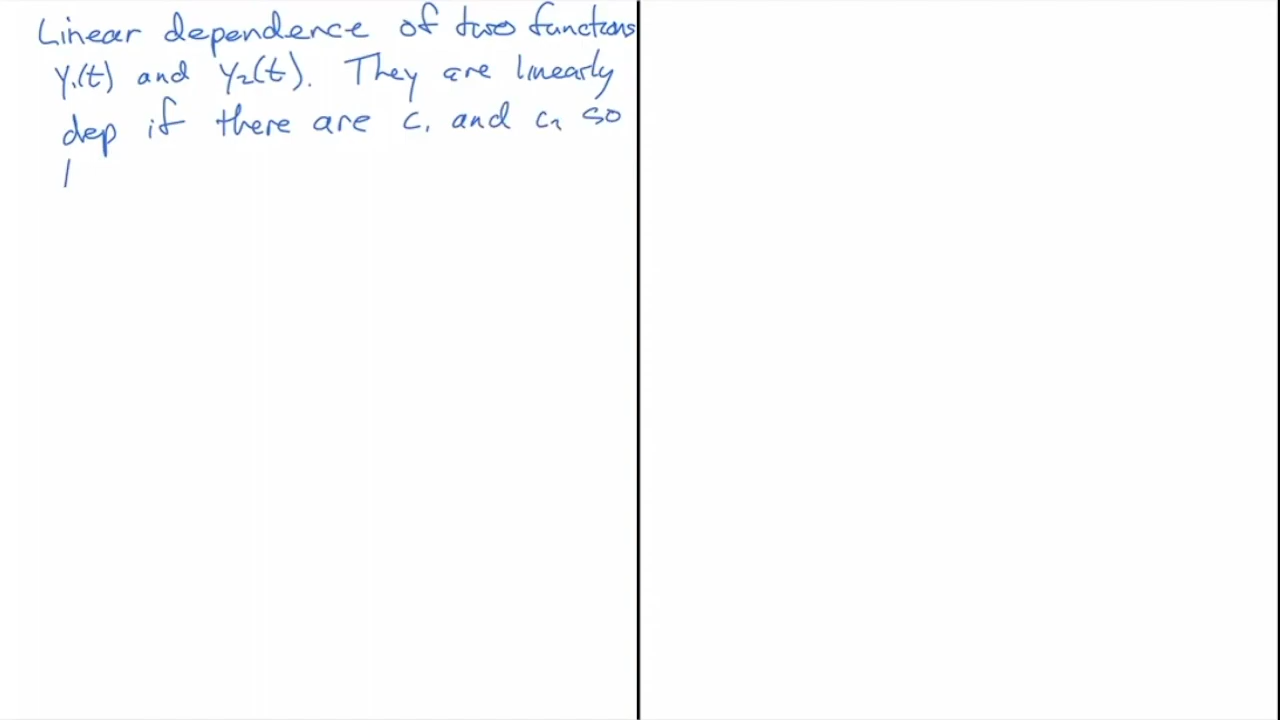 Linear dependence of two functions
y₁(t) and y₂(t). They are linearly
dep if there are c₁ and c₂ so